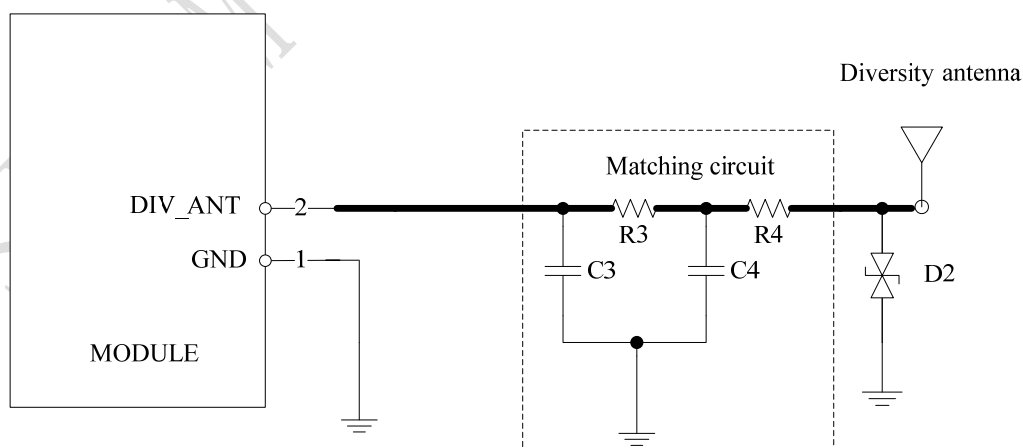 Diversity antenna
Matching circuit
DIV_ANT 2
R3 R4
GND 1
C3 C4 D2
MODULE